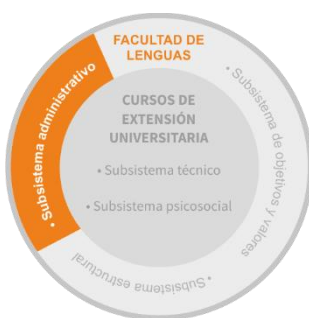 FACULTAD DE
LENGUAS
• Subsistema administrativo
• Subsistema de objetivos y valores
• Subsistema estructural
CURSOS DE
EXTENSIÓN
UNIVERSITARIA
• Subsistema técnico
• Subsistema psicosocial